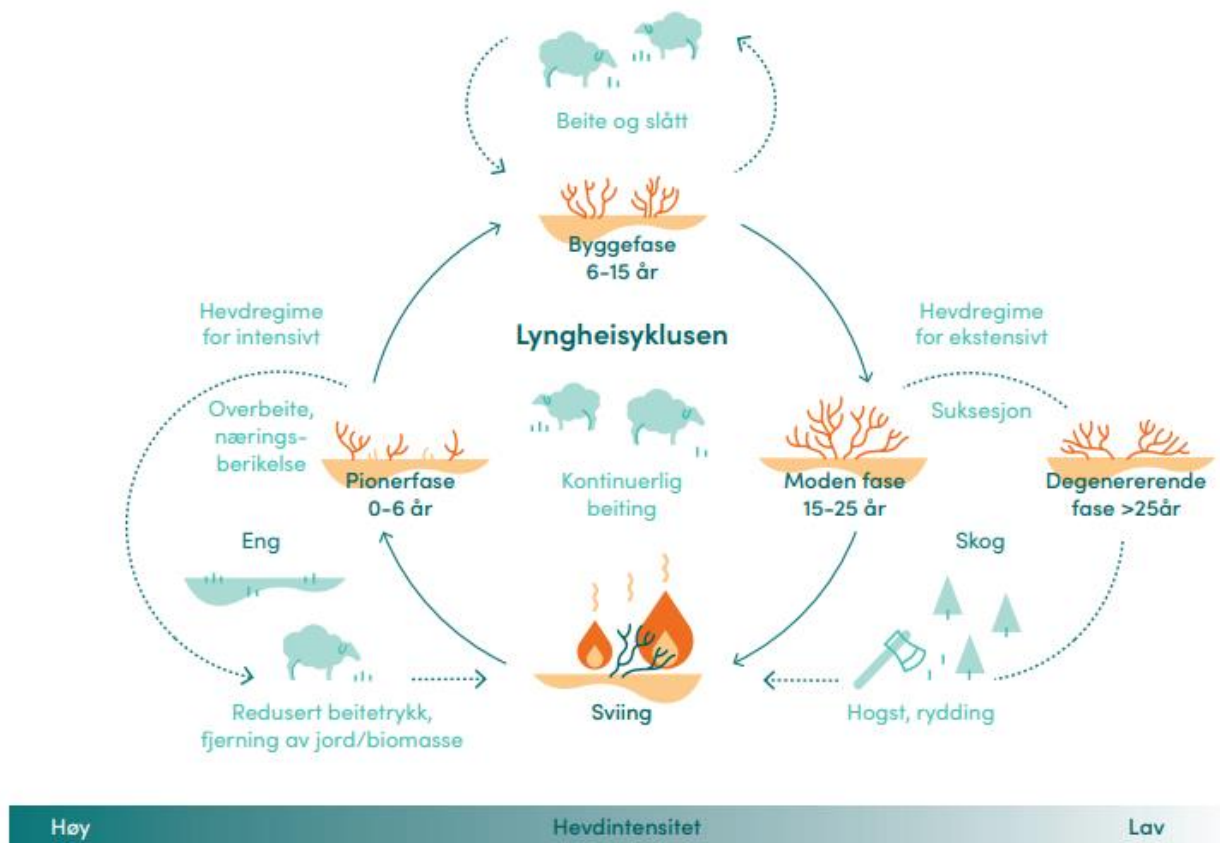 Beite og slått
Byggefase
6-15 år
Hevdregime
for intensivt
Lyngheisyklusen
Hevdregime
for ekstensivt
Overbeite,
nærings-
berikelse
Suksesjon
Pionerfase
0-6 år
Kontinuerlig
beiting
Moden fase
15-25 år
Degenererende
fase >25år
Eng
Skog
Redusert beitetrykk,
fjerning av jord/biomasse
Sviing
Hogst, rydding
Høy
Hevdintensitet
Lav